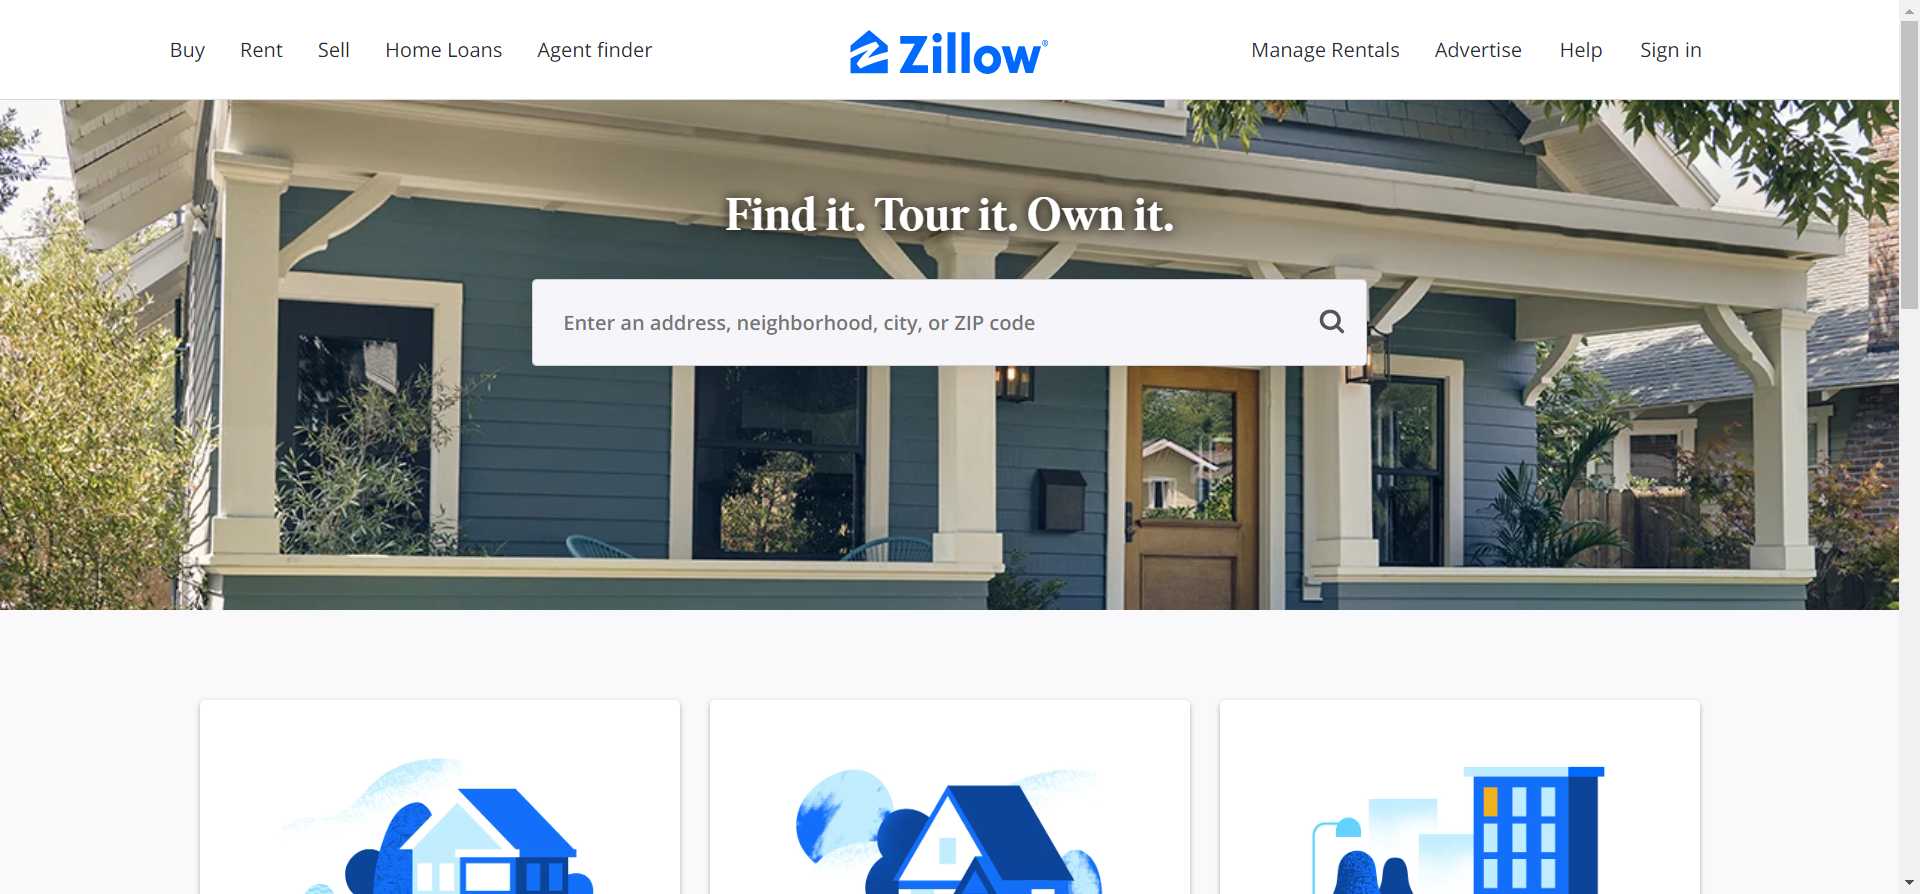 Buy Rent Sell Home Loans Agent finder Zillow® Manage Rentals Advertise Help Sign in
Find it. Tour it. Own it.
Enter an address, neighborhood, city, or ZIP code